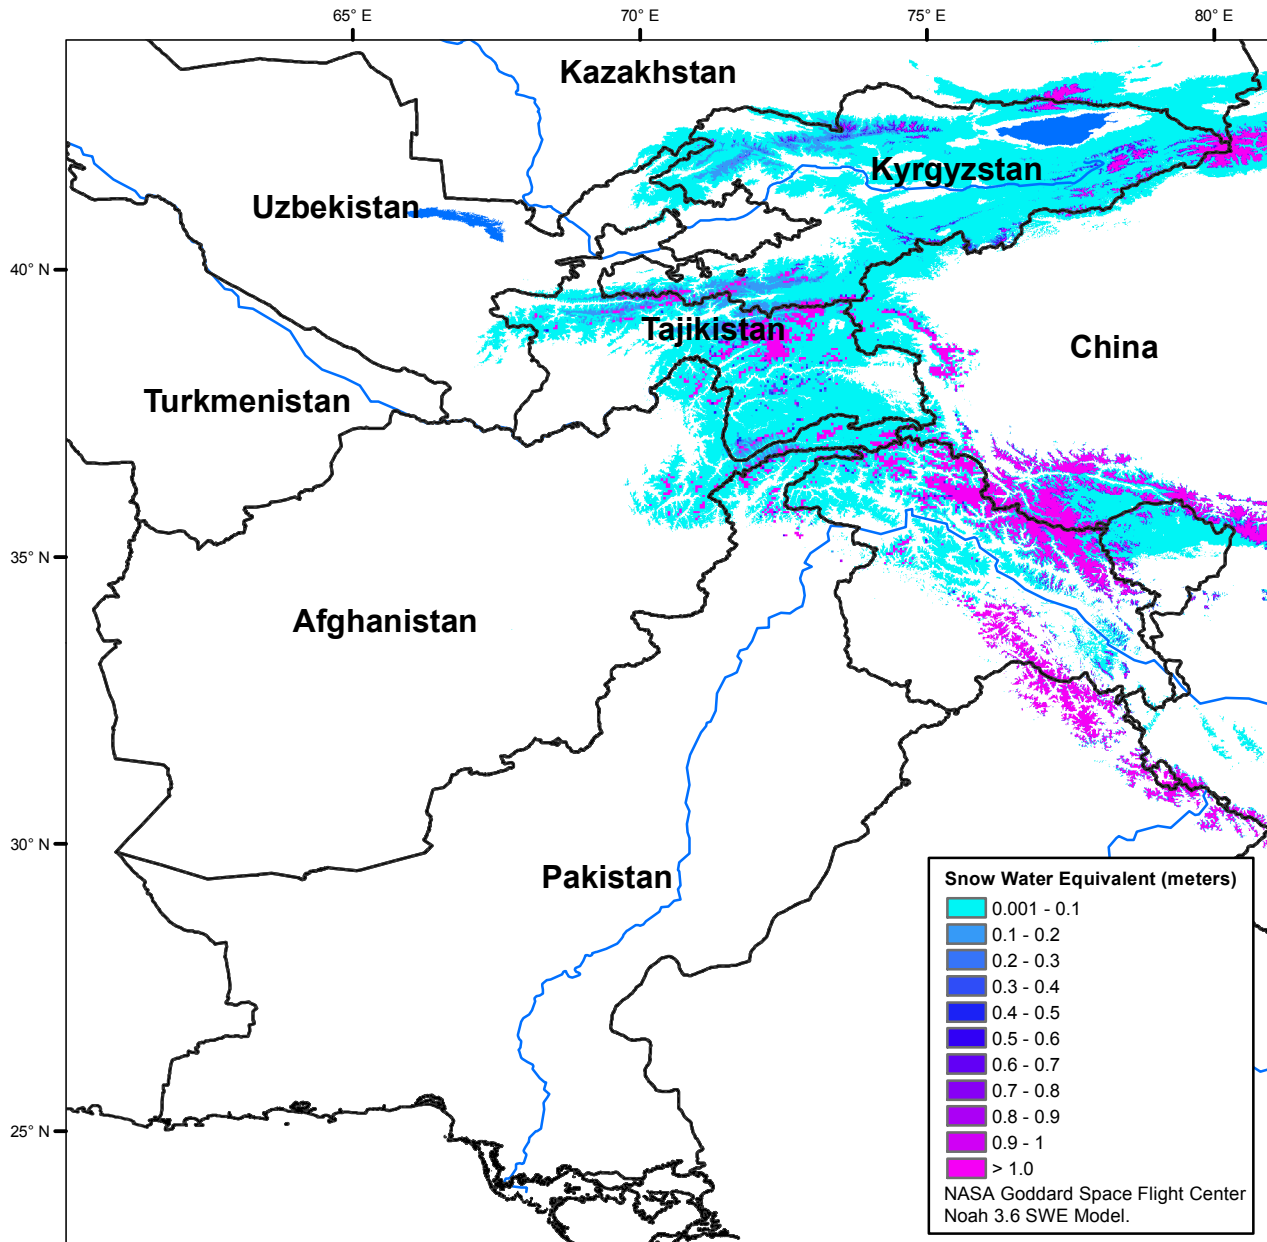 65° E
70° E
75° E
80° E
Kazakhstan
Kyrgyzstan
Uzbekistan
40° N
Tajikistan
China
Turkmenistan
35° N
Afghanistan
30° N
Pakistan
25° N
Snow Water Equivalent (meters)
0.001 - 0.1
0.1 - 0.2
0.2 - 0.3
0.3 - 0.4
0.4 - 0.5
0.5 - 0.6
0.6 - 0.7
0.7 - 0.8
0.8 - 0.9
0.9 - 1
> 1.0
NASA Goddard Space Flight Center
Noah 3.6 SWE Model.